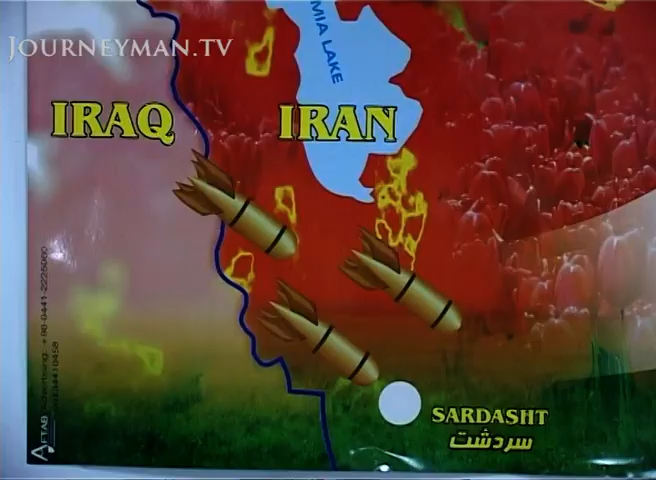 JOURNEYMAN.TV
MIA LAKE
IRAQ
IRAN
SARDASHT
سردشت
AFTAB